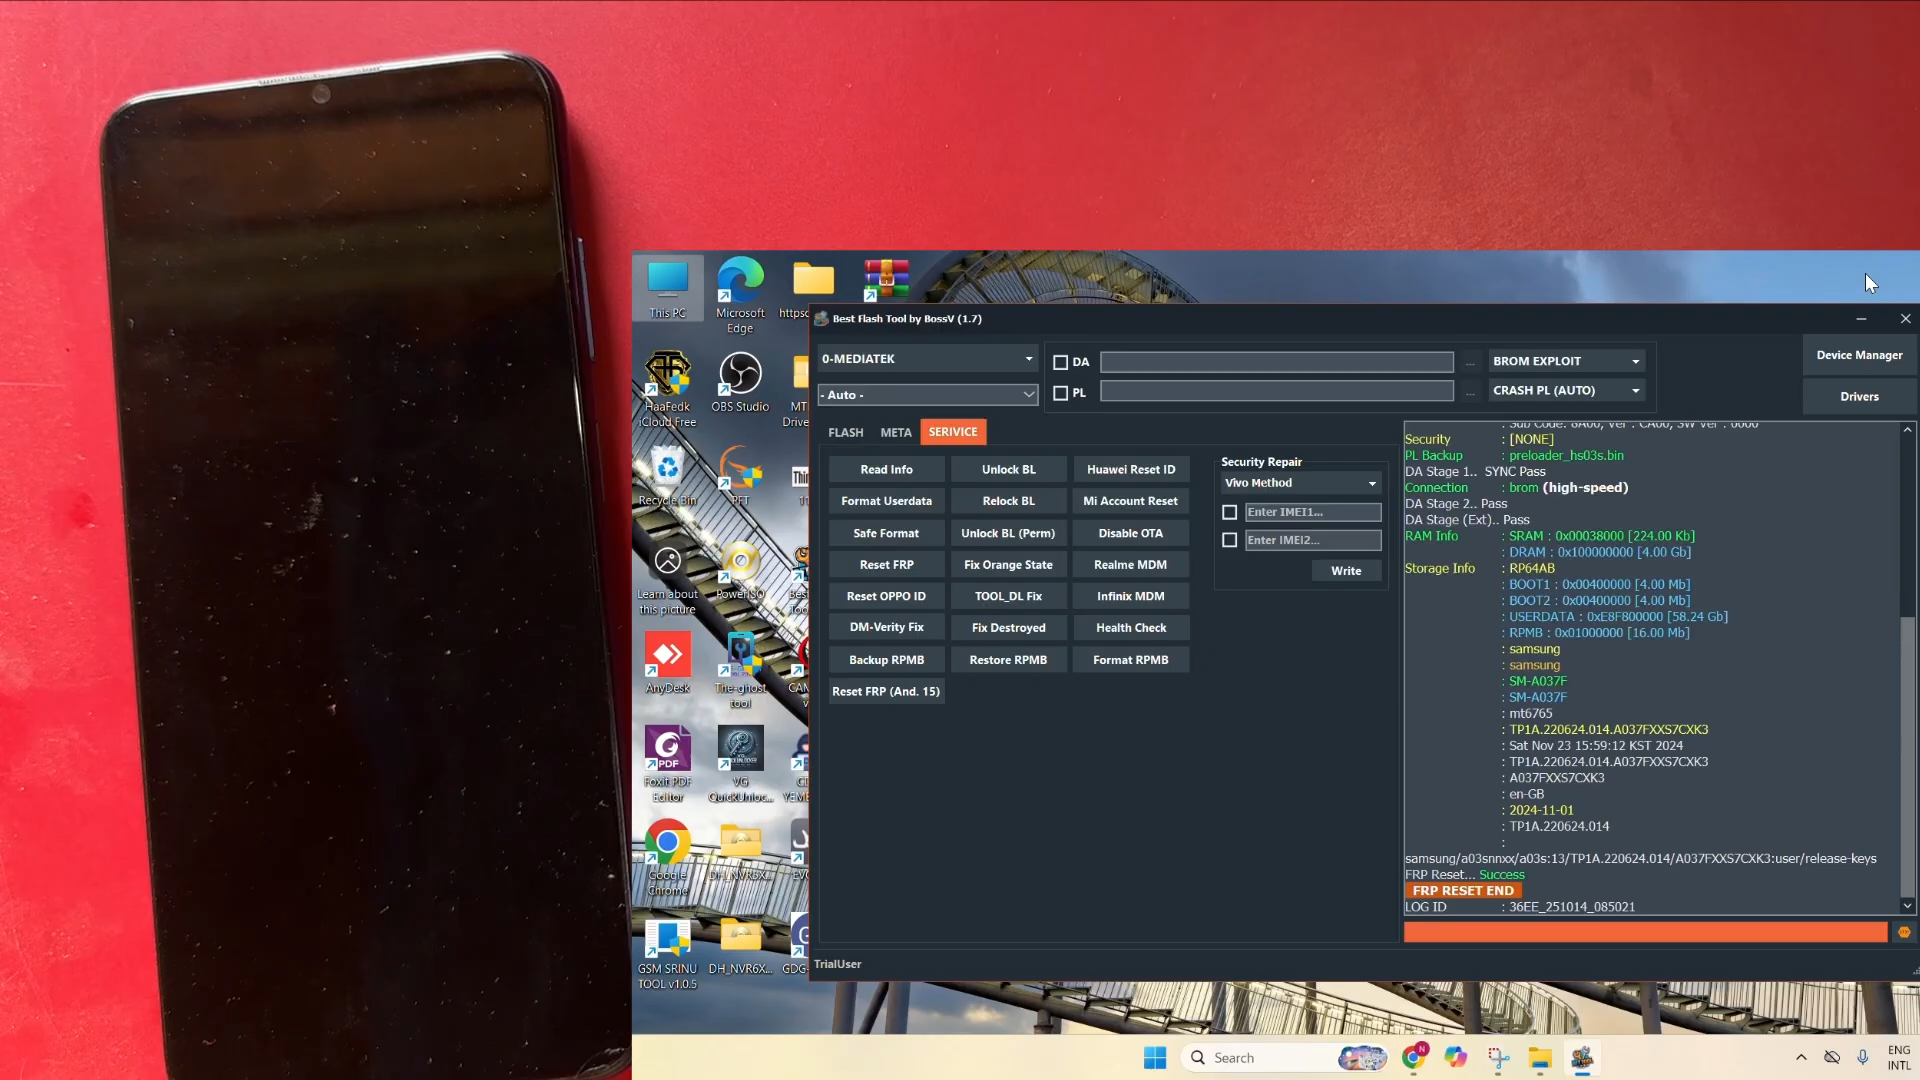 This PC
Microsoft
Edge
Best Flash Tool by BossV (1.7)
0-MEDIATEK
- Auto -
DA
...
BROM EXPLOIT
PL
...
CRASH PL (AUTO)
Device Manager
Drivers
FLASH META SERIVICE
Read Info Unlock BL Huawei Reset ID
Format Userdata Relock BL Mi Account Reset
Safe Format Unlock BL (Perm) Disable OTA
Reset FRP Fix Orange State Realme MDM
Reset OPPO ID TOOL_DL Fix Infinix MDM
DM-Verity Fix Fix Destroyed Health Check
Backup RPMB Restore RPMB Format RPMB
Reset FRP (And. 15)
Security Repair
Vivo Method
Enter IMEI1...
Enter IMEI2...
Write
Security : [NONE]
PL Backup : preloader_hs03s.bin
DA Stage 1.. SYNC Pass
Connection : brom (high-speed)
DA Stage 2.. Pass
DA Stage (Ext).. Pass
RAM Info : SRAM : 0x00038000 [224.00 Kb]
: DRAM : 0x100000000 [4.00 Gb]
Storage Info : RP64AB
: BOOT1 : 0x00400000 [4.00 Mb]
: BOOT2 : 0x00400000 [4.00 Mb]
: USERDATA : 0xE8F800000 [58.24 Gb]
: RPMB : 0x01000000 [16.00 Mb]
: samsung
: samsung
: SM-A037F
: SM-A037F
: mt6765
: TP1A.220624.014.A037FXXS7CXK3
: Sat Nov 23 15:59:12 KST 2024
: TP1A.220624.014.A037FXXS7CXK3
: A037FXXS7CXK3
: en-GB
: 2024-11-01
: TP1A.220624.014
:
samsung/a03snnxx/a03s:13/TP1A.220624.014/A037FXXS7CXK3:user/release-keys
FRP Reset... Success
FRP RESET END
LOG ID : 36EE_251014_085021
TrialUser
HaaFedk
iCloud Free
OBS Studio
Recycle Bin
PFT
Learn about
this picture
PowerISO
AnyDesk
The-ghost
tool
Foxit PDF
Editor
VG
QuickUnloc...
Google
Chrome
DH_NVR6X...
GSM SRINU
TOOL v1.0.5
DH_NVR6X...
Search
ENG
INTL